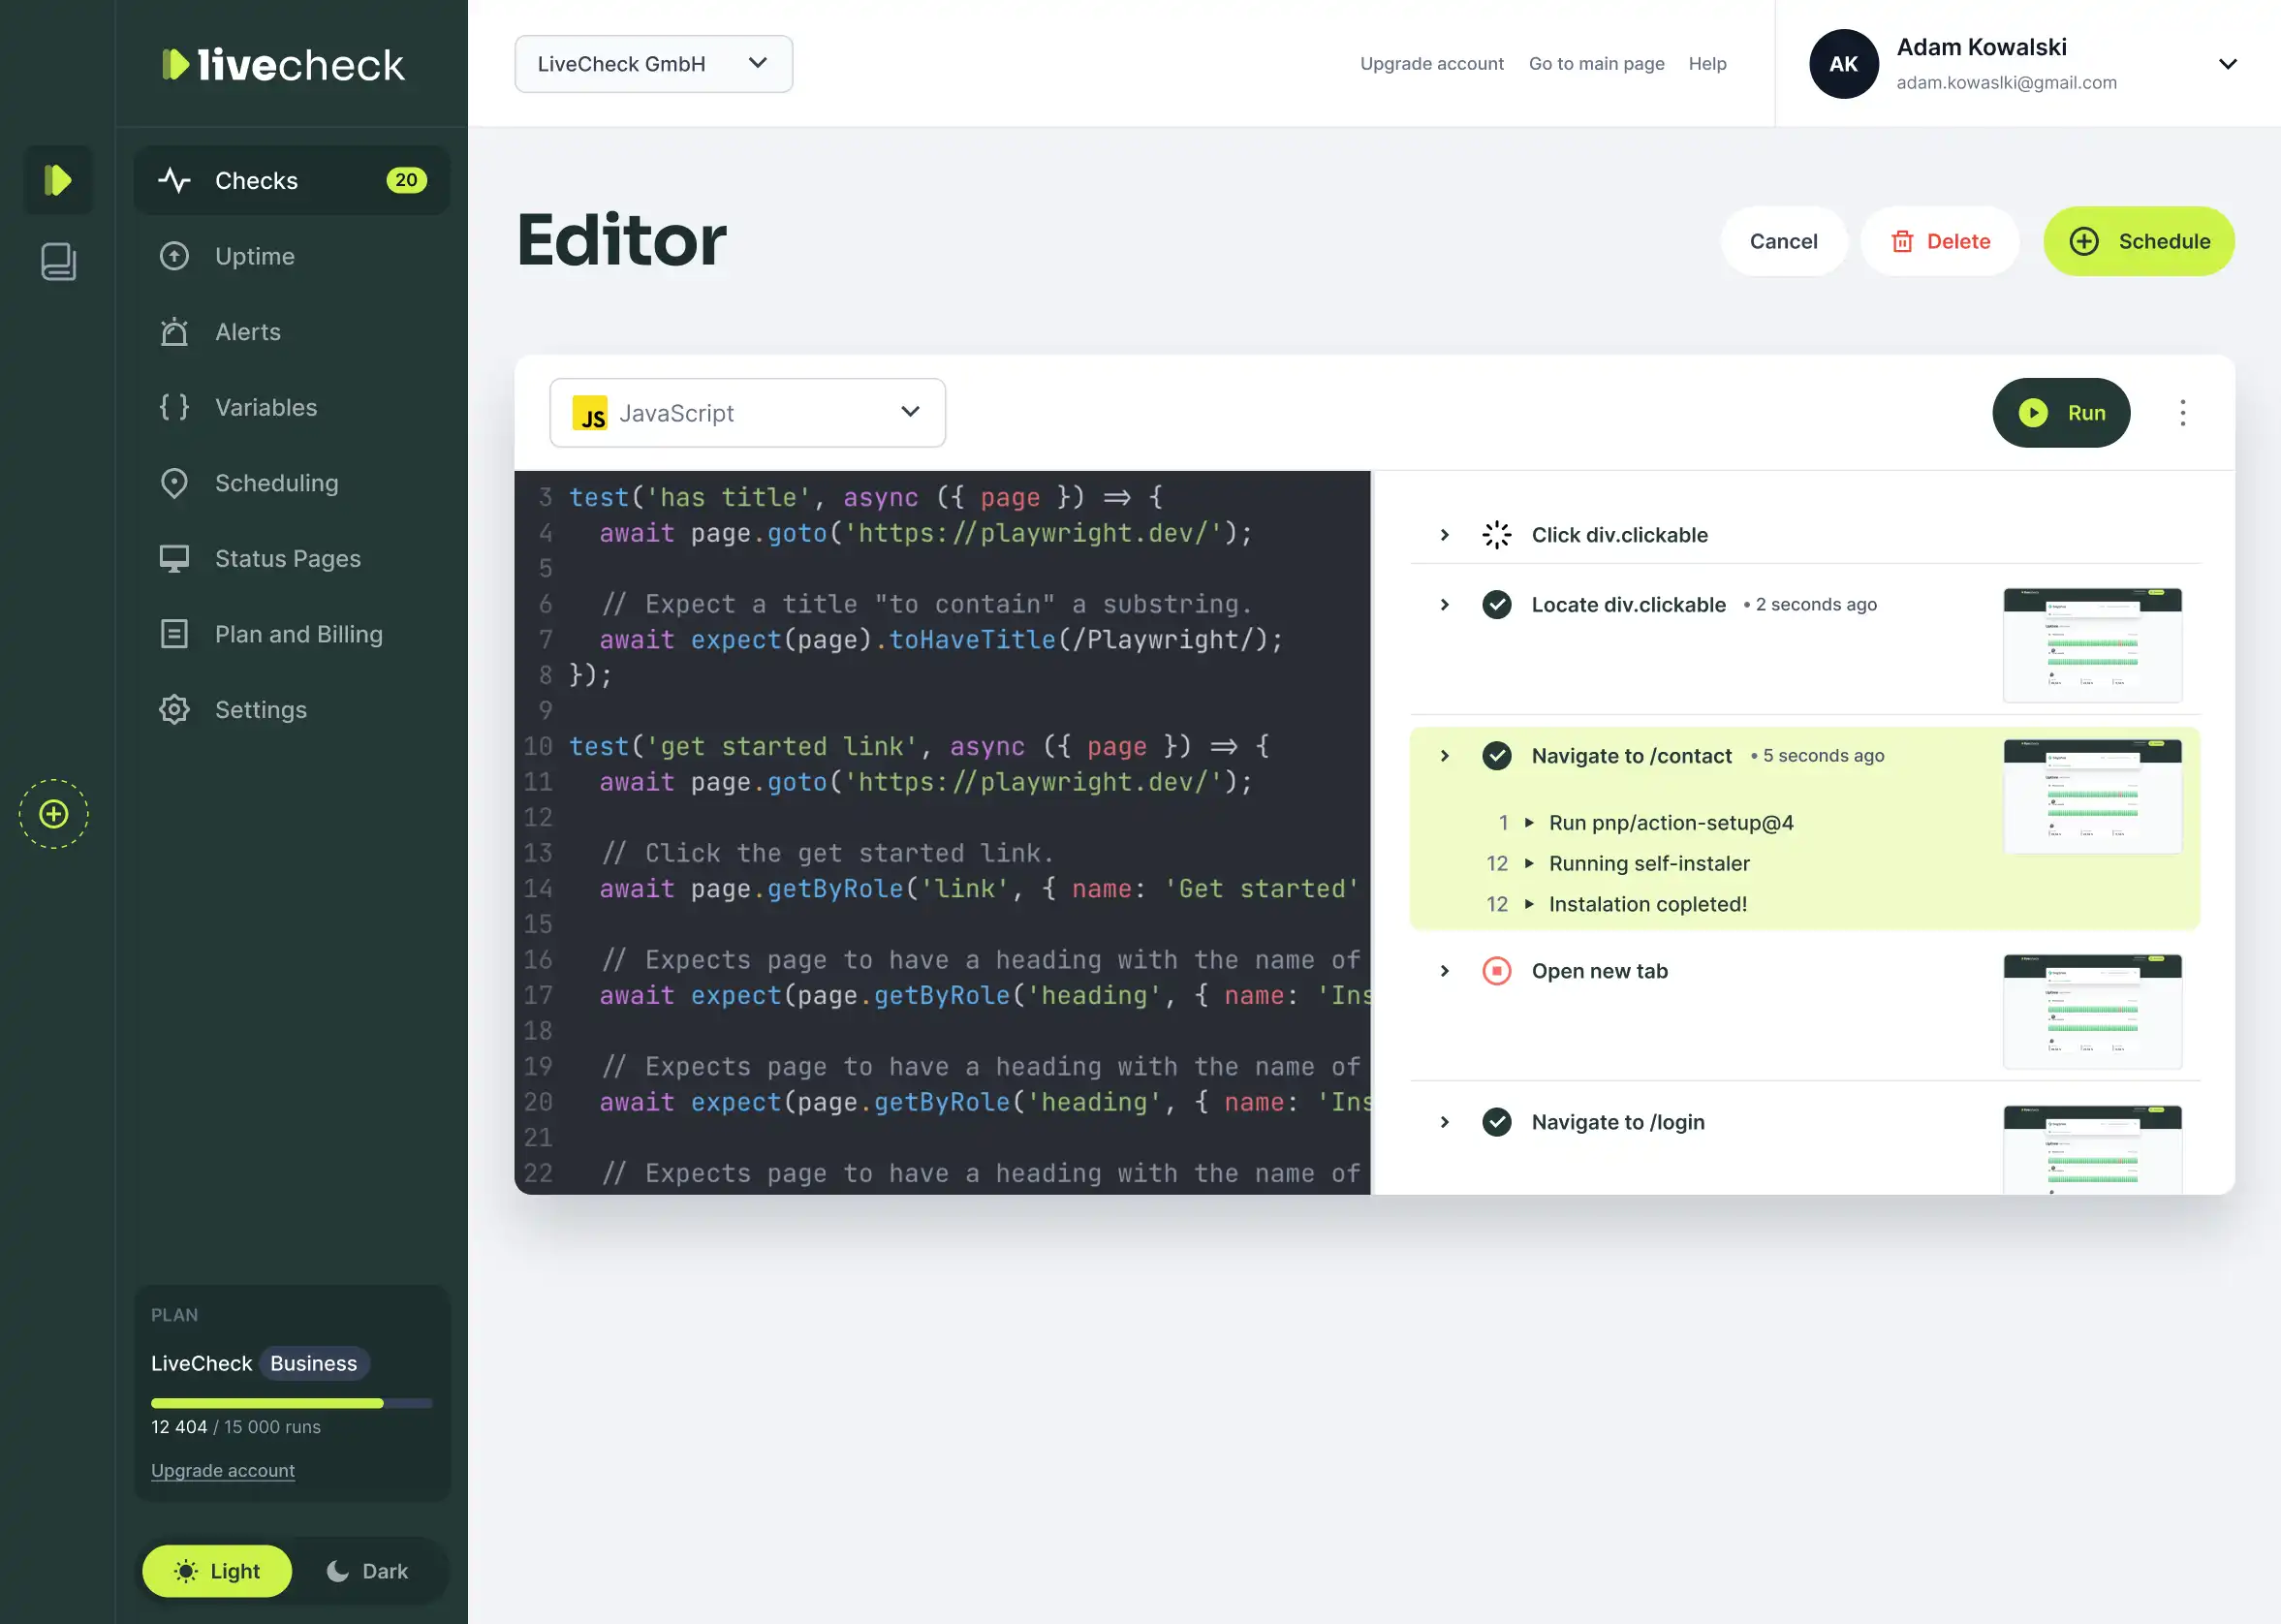 livecheck
LiveCheck GmbH
Upgrade account
Go to main page
Help
AK
Adam Kowalski
adam.kowaslki@gmail.com
Checks
20
Uptime
Alerts
Variables
Scheduling
Status Pages
Plan and Billing
Settings
PLAN
LiveCheck Business
12 404 / 15 000 runs
Upgrade account
Light
Dark
Editor
Cancel
Delete
Schedule
JS JavaScript
Run
3 test('has title', async ({ page }) => {
4 await page.goto('https://playwright.dev/');
5
6 // Expect a title "to contain" a substring.
7 await expect(page).toHaveTitle(/Playwright/);
8 });
9
10 test('get started link', async ({ page }) => {
11 await page.goto('https://playwright.dev/');
12
13 // Click the get started link.
14 await page.getByRole('link', { name: 'Get started'
15
16 // Expects page to have a heading with the name of
17 await expect(page.getByRole('heading', { name: 'Ins
18
19 // Expects page to have a heading with the name of
20 await expect(page.getByRole('heading', { name: 'Ins
21
22 // Expects page to have a heading with the name of
Click div.clickable
Locate div.clickable • 2 seconds ago
Navigate to /contact • 5 seconds ago
1 Run pnp/action-setup@4
12 Running self-instaler
12 Instalation copleted!
Open new tab
Navigate to /login